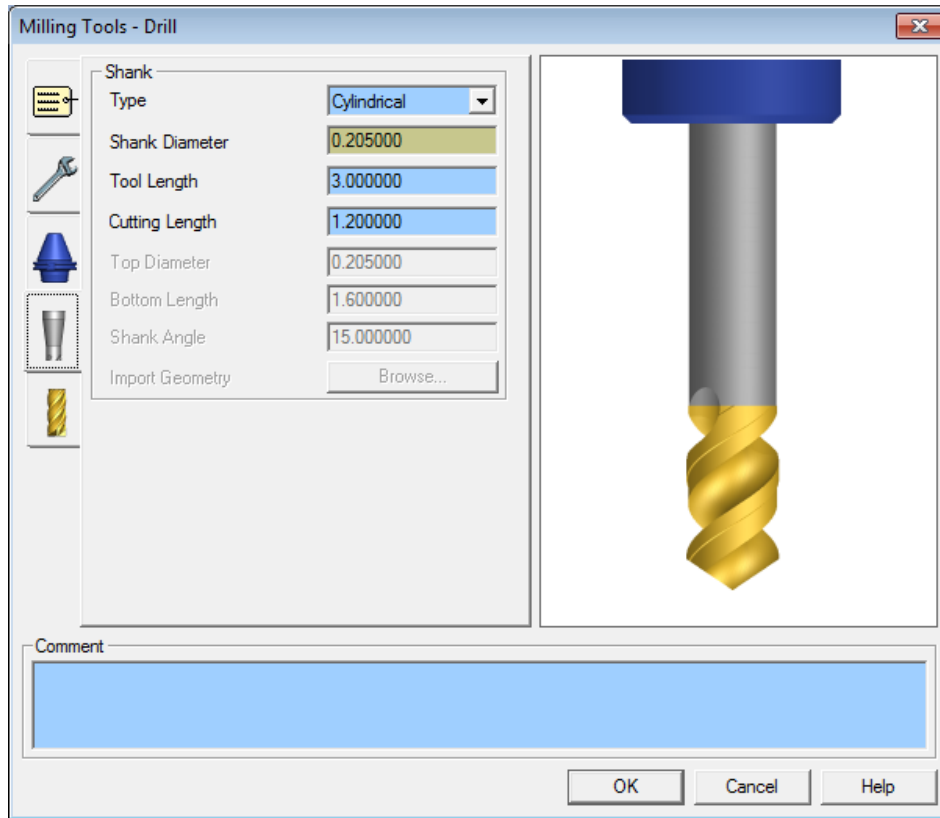 Milling Tools - Drill
Shank
Type Cylindrical
Shank Diameter 0.205000
Tool Length 3.000000
Cutting Length 1.200000
Top Diameter 0.205000
Bottom Length 1.600000
Shank Angle 15.000000
Import Geometry Browse...
Comment
OK Cancel Help